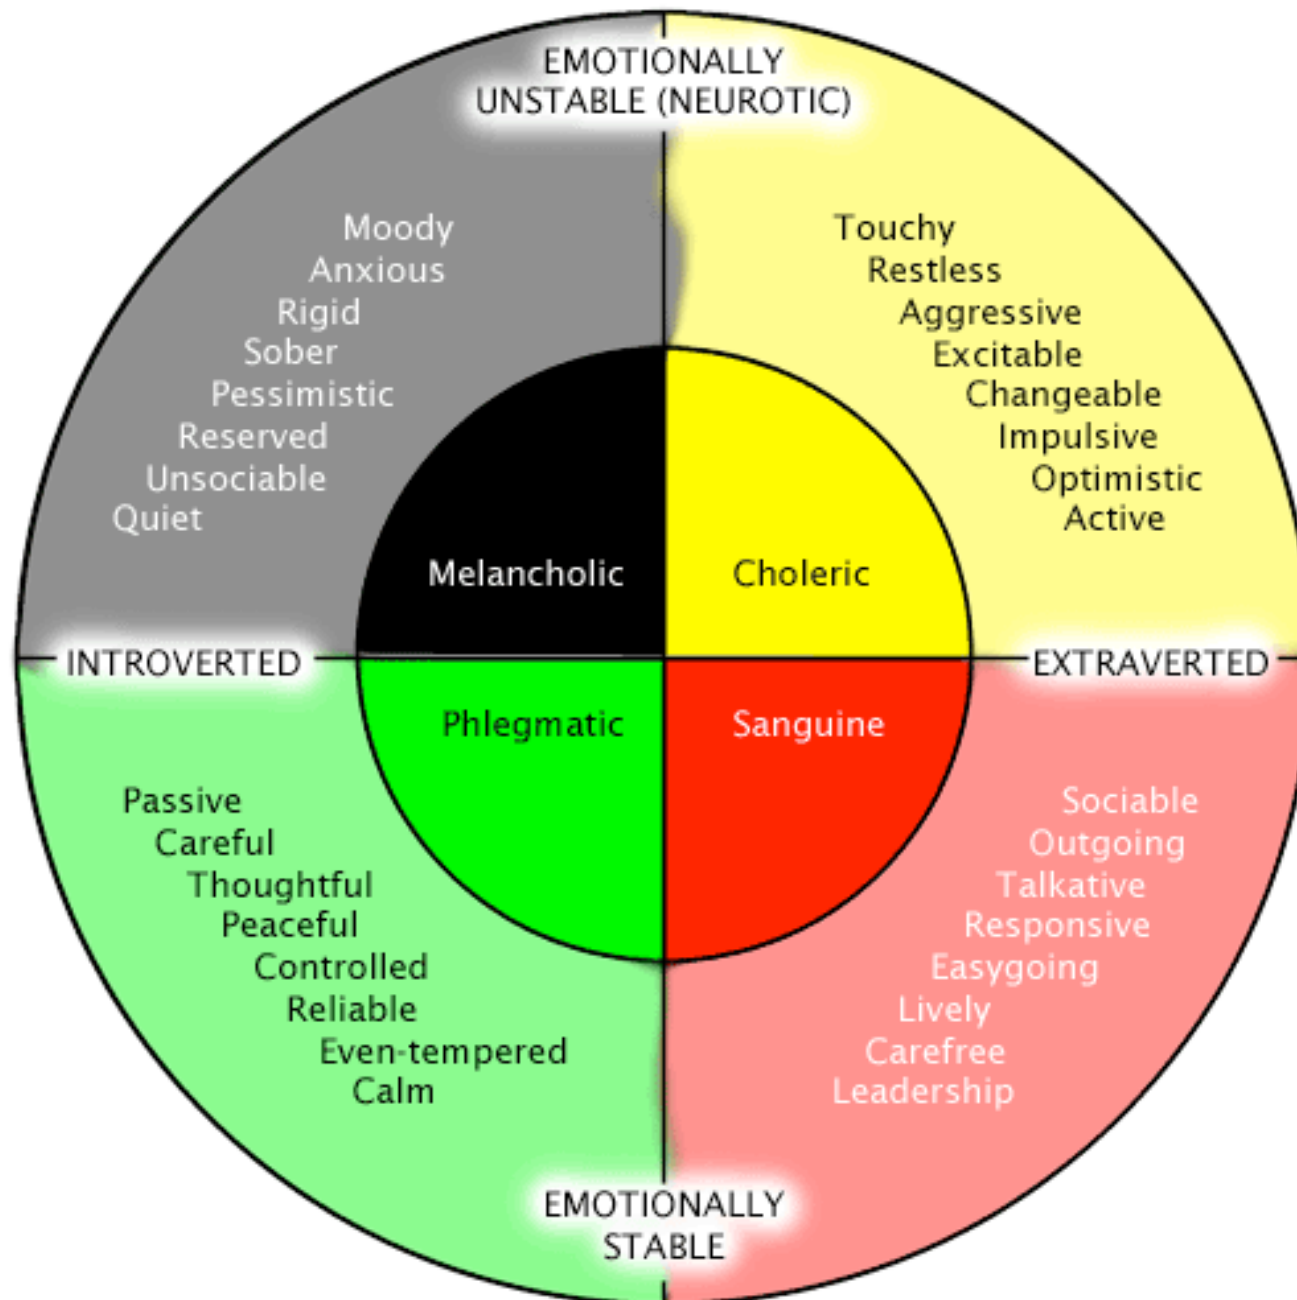 EMOTIONALLY
UNSTABLE (NEUROTIC)
Moody
Anxious
Rigid
Sober
Pessimistic
Reserved
Unsociable
Quiet
Touchy
Restless
Aggressive
Excitable
Changeable
Impulsive
Optimistic
Active
Melancholic
Choleric
INTROVERTED
EXTRAVERTED
Phlegmatic
Sanguine
Passive
Careful
Thoughtful
Peaceful
Controlled
Reliable
Even-tempered
Calm
Sociable
Outgoing
Talkative
Responsive
Easygoing
Lively
Carefree
Leadership
EMOTIONALLY
STABLE